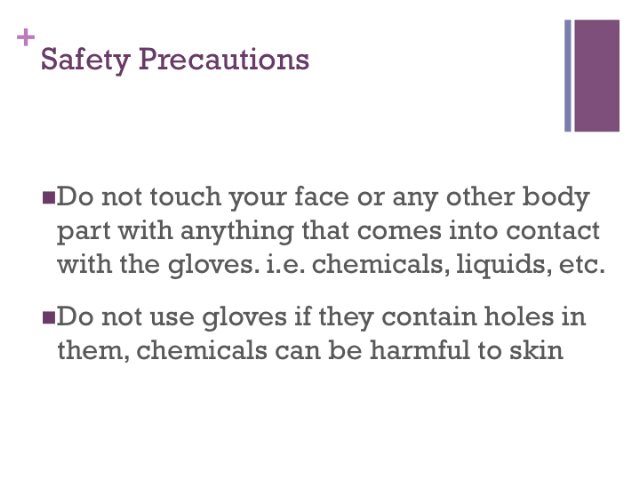 +
Safety Precautions
■Do not touch your face or any other body
part with anything that comes into contact
with the gloves. i.e. chemicals, liquids, etc.
■Do not use gloves if they contain holes in
them, chemicals can be harmful to skin